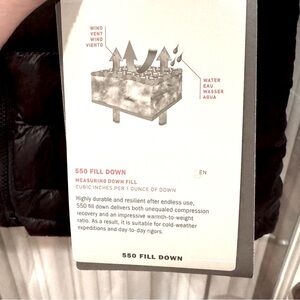 WIND
VENT
WIND
VIENTO
WATER
EAU
WASSER
AGUA
550 FILL DOWN
EN
MEASURING DOWN FILL
CUBIC INCHES PER 1 OUNCE OF DOWN
Highly durable and resilient after endless use,
550 fill down delivers both unequaled compression
recovery and an impressive warmth-to-weight
ratio. As a result, it is suitable for cold-weather
expeditions and day-to-day rigors.
550 FILL DOWN